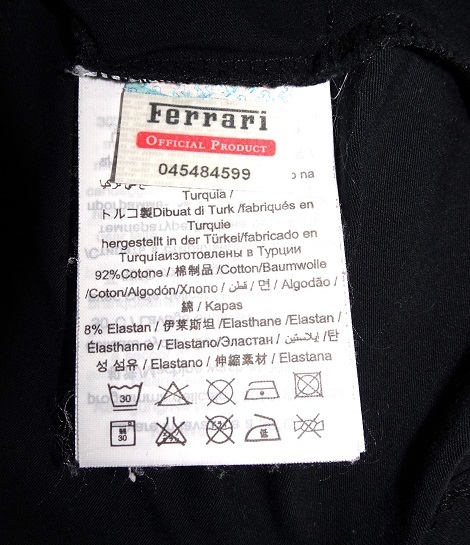 Ferrari
OFFICIAL PRODUCT
045484599
o na
Turquia /
トルコ製Dibuat di Turk /fabriqués en
Turquie
hergestellt in der Türkei/fabricado en
Turquíaизготовлены в Турции
92%Cotone / 棉制品 /Cotton/Baumwolle
/Coton/Algodón/Хлопо / قطن / 면 / Algodão /
綿 / Kapas
8% Elastan / 伊莱斯坦 /Elasthane /Elastan /
Élasthanne / Elastano/Эластан / إيلاستين /탄
성 섬유 / Elastano / 伸縮素材 / Elastana
30
30
低